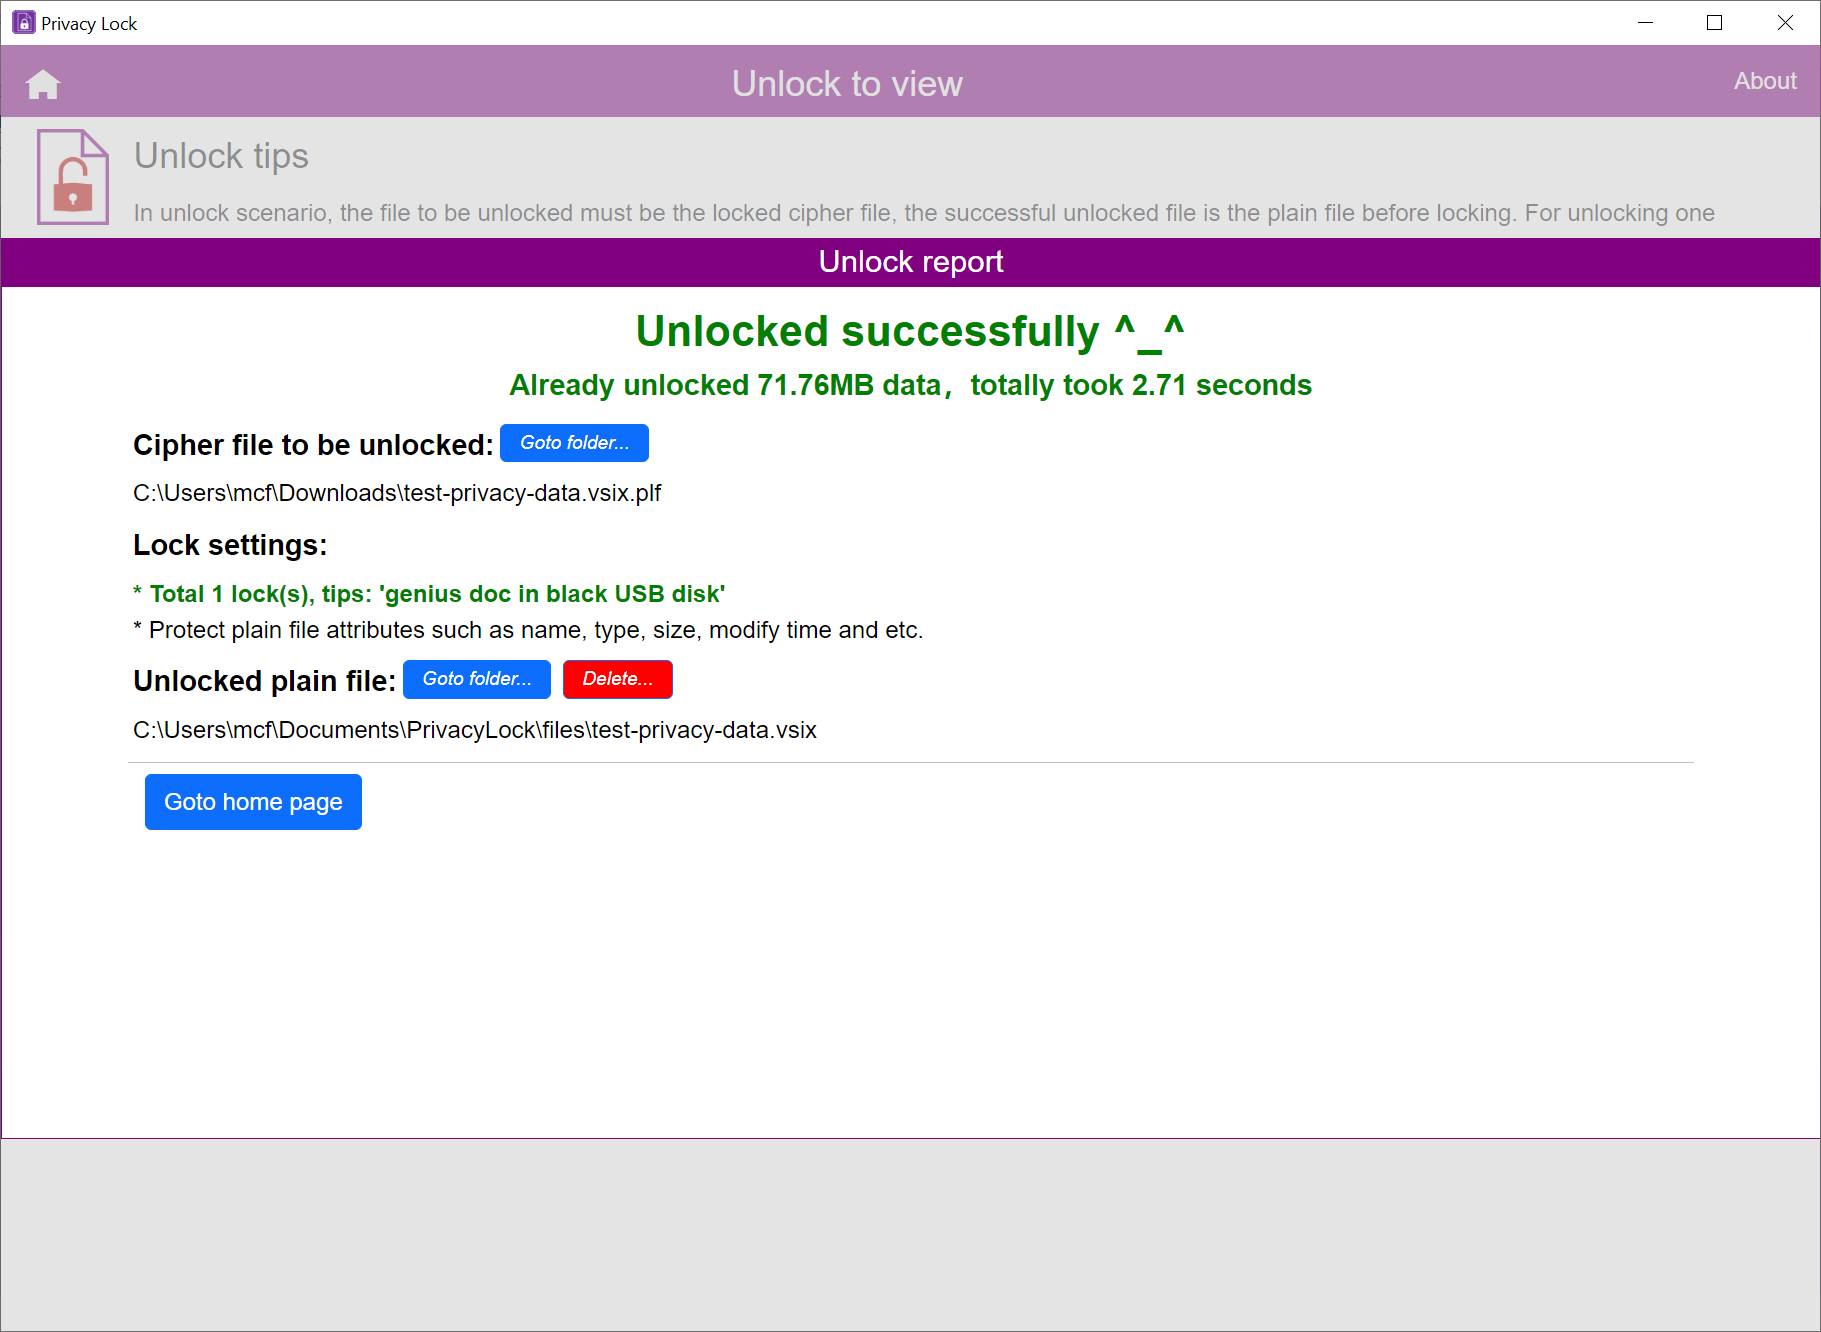 Privacy Lock
Unlock to view
About
Unlock tips
In unlock scenario, the file to be unlocked must be the locked cipher file, the successful unlocked file is the plain file before locking. For unlocking one
Unlock report
Unlocked successfully ^_^
Already unlocked 71.76MB data，totally took 2.71 seconds
Cipher file to be unlocked: Goto folder...
C:\Users\mcf\Downloads\test-privacy-data.vsix.plf
Lock settings:
* Total 1 lock(s), tips: 'genius doc in black USB disk'
* Protect plain file attributes such as name, type, size, modify time and etc.
Unlocked plain file: Goto folder... Delete...
C:\Users\mcf\Documents\PrivacyLock\files\test-privacy-data.vsix
Goto home page